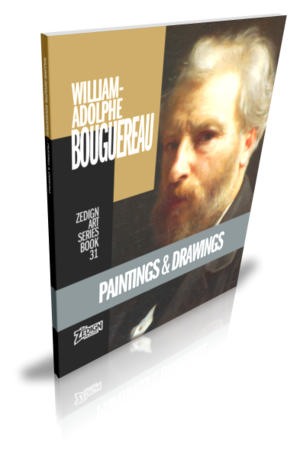 WILLIAM-
ADOLPHE
BOUGUEREAU
ZEDIGN
ART
SERIES
BOOK
31
PAINTINGS & DRAWINGS
ZEDIGN